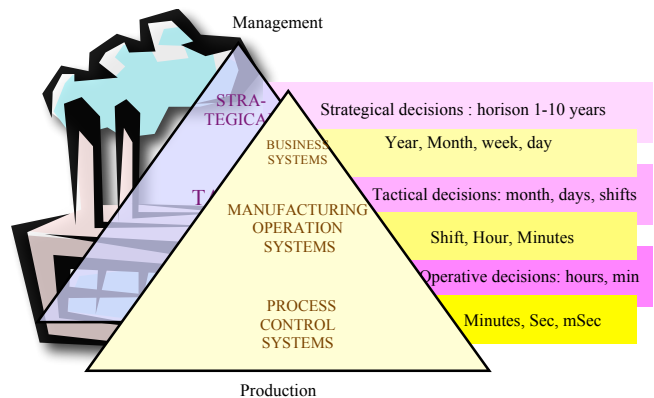 Management
STRA-
TEGICA
Strategical decisions : horison 1-10 years
BUSINESS
SYSTEMS
Year, Month, week, day
TA
Tactical decisions: month, days, shifts
MANUFACTURING
OPERATION
SYSTEMS
Shift, Hour, Minutes
Operative decisions: hours, min
PROCESS
CONTROL
SYSTEMS
Minutes, Sec, mSec
Production